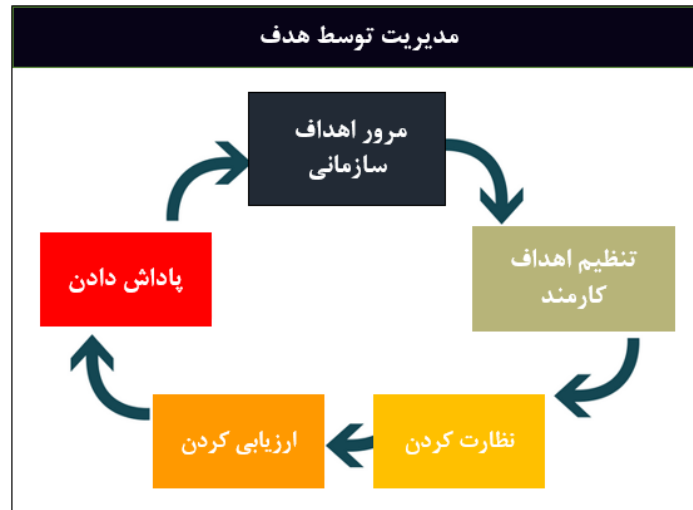 مدیریت توسط هدف
مرور اهداف
سازمانی
تنظیم اهداف
کارمند
نظارت کردن
ارزیابی کردن
پاداش دادن